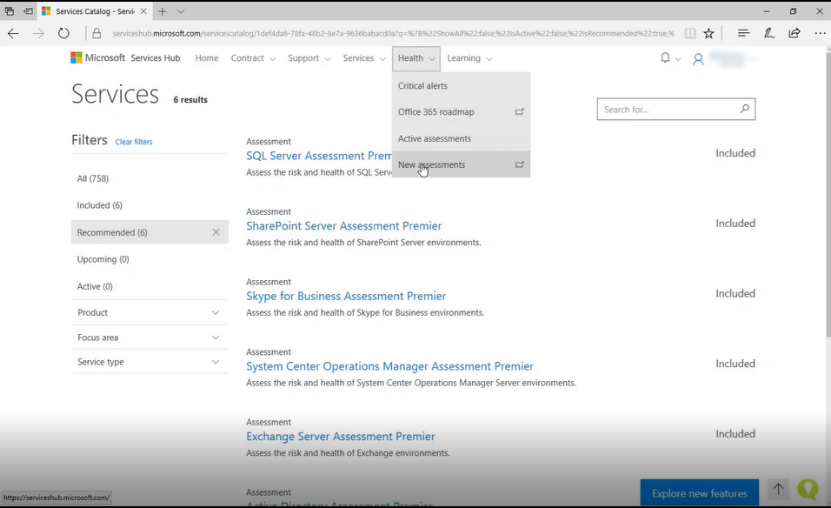 Services Catalog - Servi
serviceshub.microsoft.com/servicescatalog/1def4da6-78fa-48b2-8e7a-9636babacd0a?q=%78%22ShowAll%22:false,%22IsActive%22:false,%22IsRecommended%22:true,%
Microsoft Services Hub Home Contract Support Services Health Learning
Services 6 results
Critical alerts
Office 365 roadmap
Active assessments
New assessments
Search for...
Filters Clear filters
All (758)
Included (6)
Recommended (6)
Upcoming (0)
Active (0)
Product
Focus area
Service type
Assessment
SQL Server Assessment Prem
Included
Assess the risk and health of SQL Serv
Assessment
SharePoint Server Assessment Premier
Included
Assess the risk and health of SharePoint Server environments.
Assessment
Skype for Business Assessment Premier
Included
Assess the risk and health of Skype for Business environments.
Assessment
System Center Operations Manager Assessment Premier
Included
Assess the risk and health of System Center Operations Manager Server environments.
Assessment
Exchange Server Assessment Premier
Included
Assess the risk and health of Exchange environments.
Assessment
Active Directory Assessment Premier
Explore new features
https://serviceshub.microsoft.com/